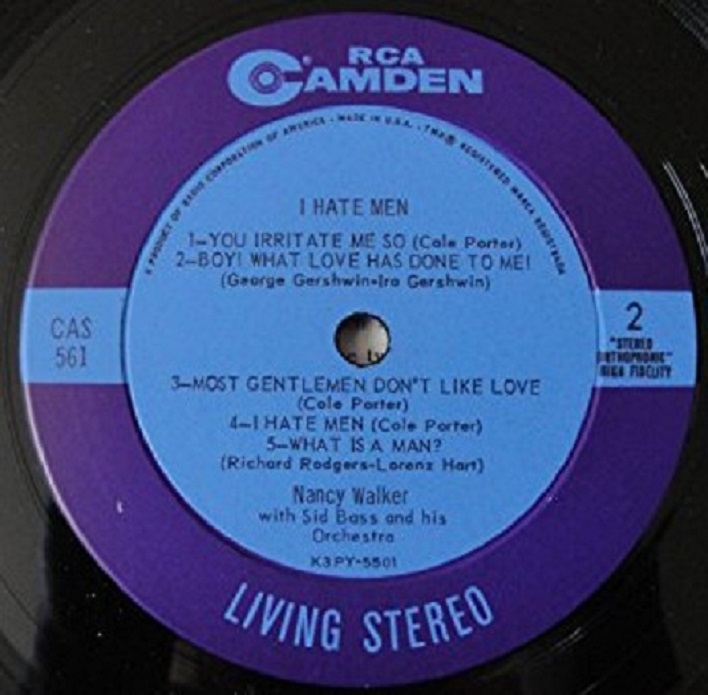 RCA
CAMDEN
A PRODUCT OF RADIO CORPORATION OF AMERICA - MADE IN U.S.A. - TMK(S)® REGISTERED MARCA REGISTRADA
I HATE MEN
1-YOU IRRITATE ME SO (Cole Porter)
2-BOY! WHAT LOVE HAS DONE TO ME!
(George Gershwin-Ira Gershwin)
CAS
561
2
"STEREO
ORTHOPHONIC"
HIGH FIDELITY
3-MOST GENTLEMEN DON'T LIKE LOVE
(Cole Porter)
4-I HATE MEN (Cole Porter)
5-WHAT IS A MAN?
(Richard Rodgers-Lorenz Hart)
Nancy Walker
with Sid Bass and his
Orchestra
K3PY-5501
LIVING STEREO